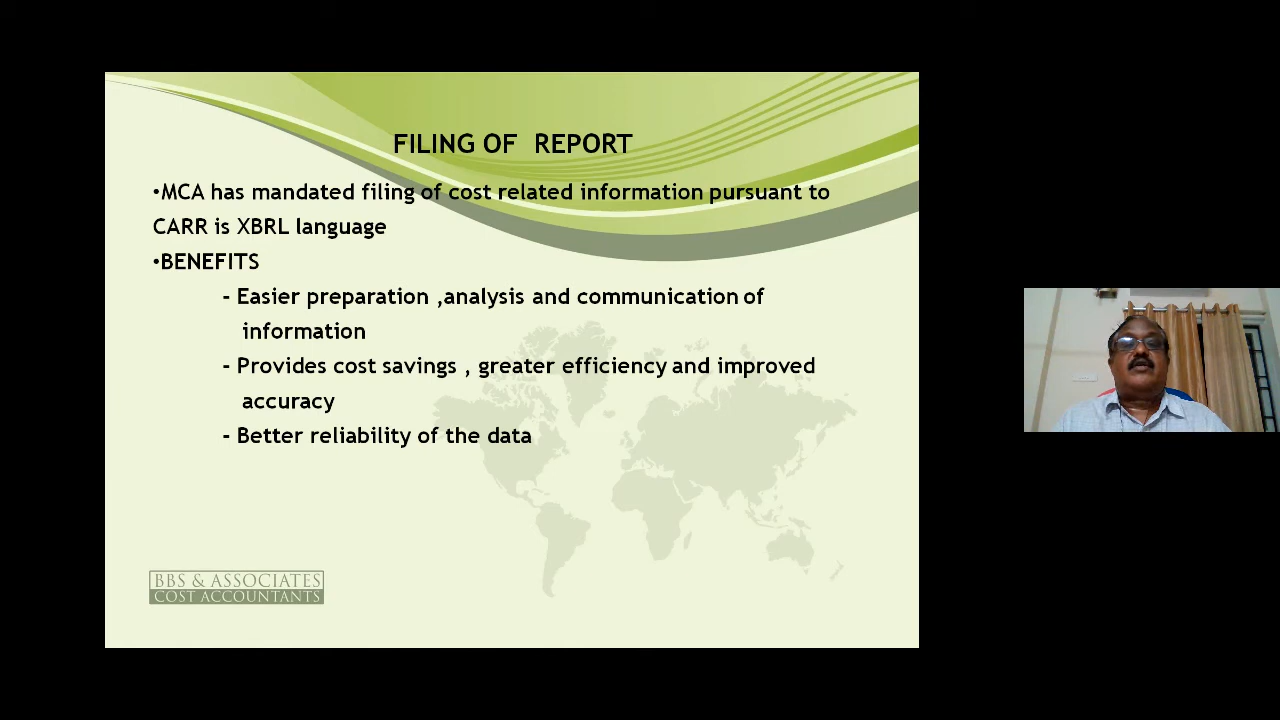 FILING OF REPORT
•MCA has mandated filing of cost related information pursuant to
CARR is XBRL language
•BENEFITS
- Easier preparation ,analysis and communication of
information
- Provides cost savings , greater efficiency and improved
accuracy
- Better reliability of the data
BBS & ASSOCIATES
COST ACCOUNTANTS